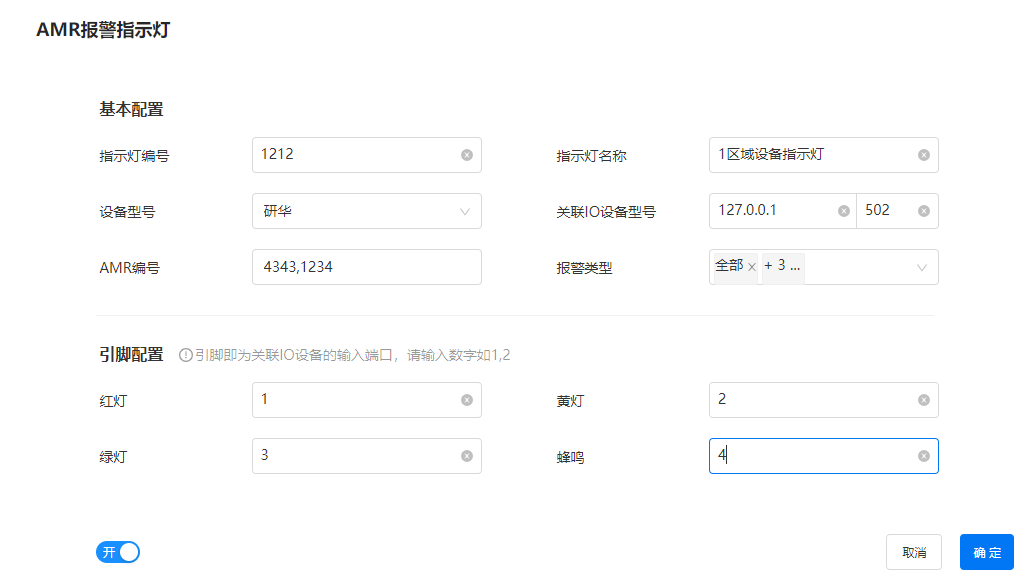 AMR报警指示灯
基本配置
指示灯编号 1212 指示灯名称 1区域设备指示灯
设备型号 研华 关联IO设备型号 127.0.0.1 502
AMR编号 4343,1234 报警类型 全部 x + 3 ...
引脚配置 引脚即为关联IO设备的输入端口，请输入数字如1,2
红灯 1 黄灯 2
绿灯 3 蜂鸣 4
开 取消 确定